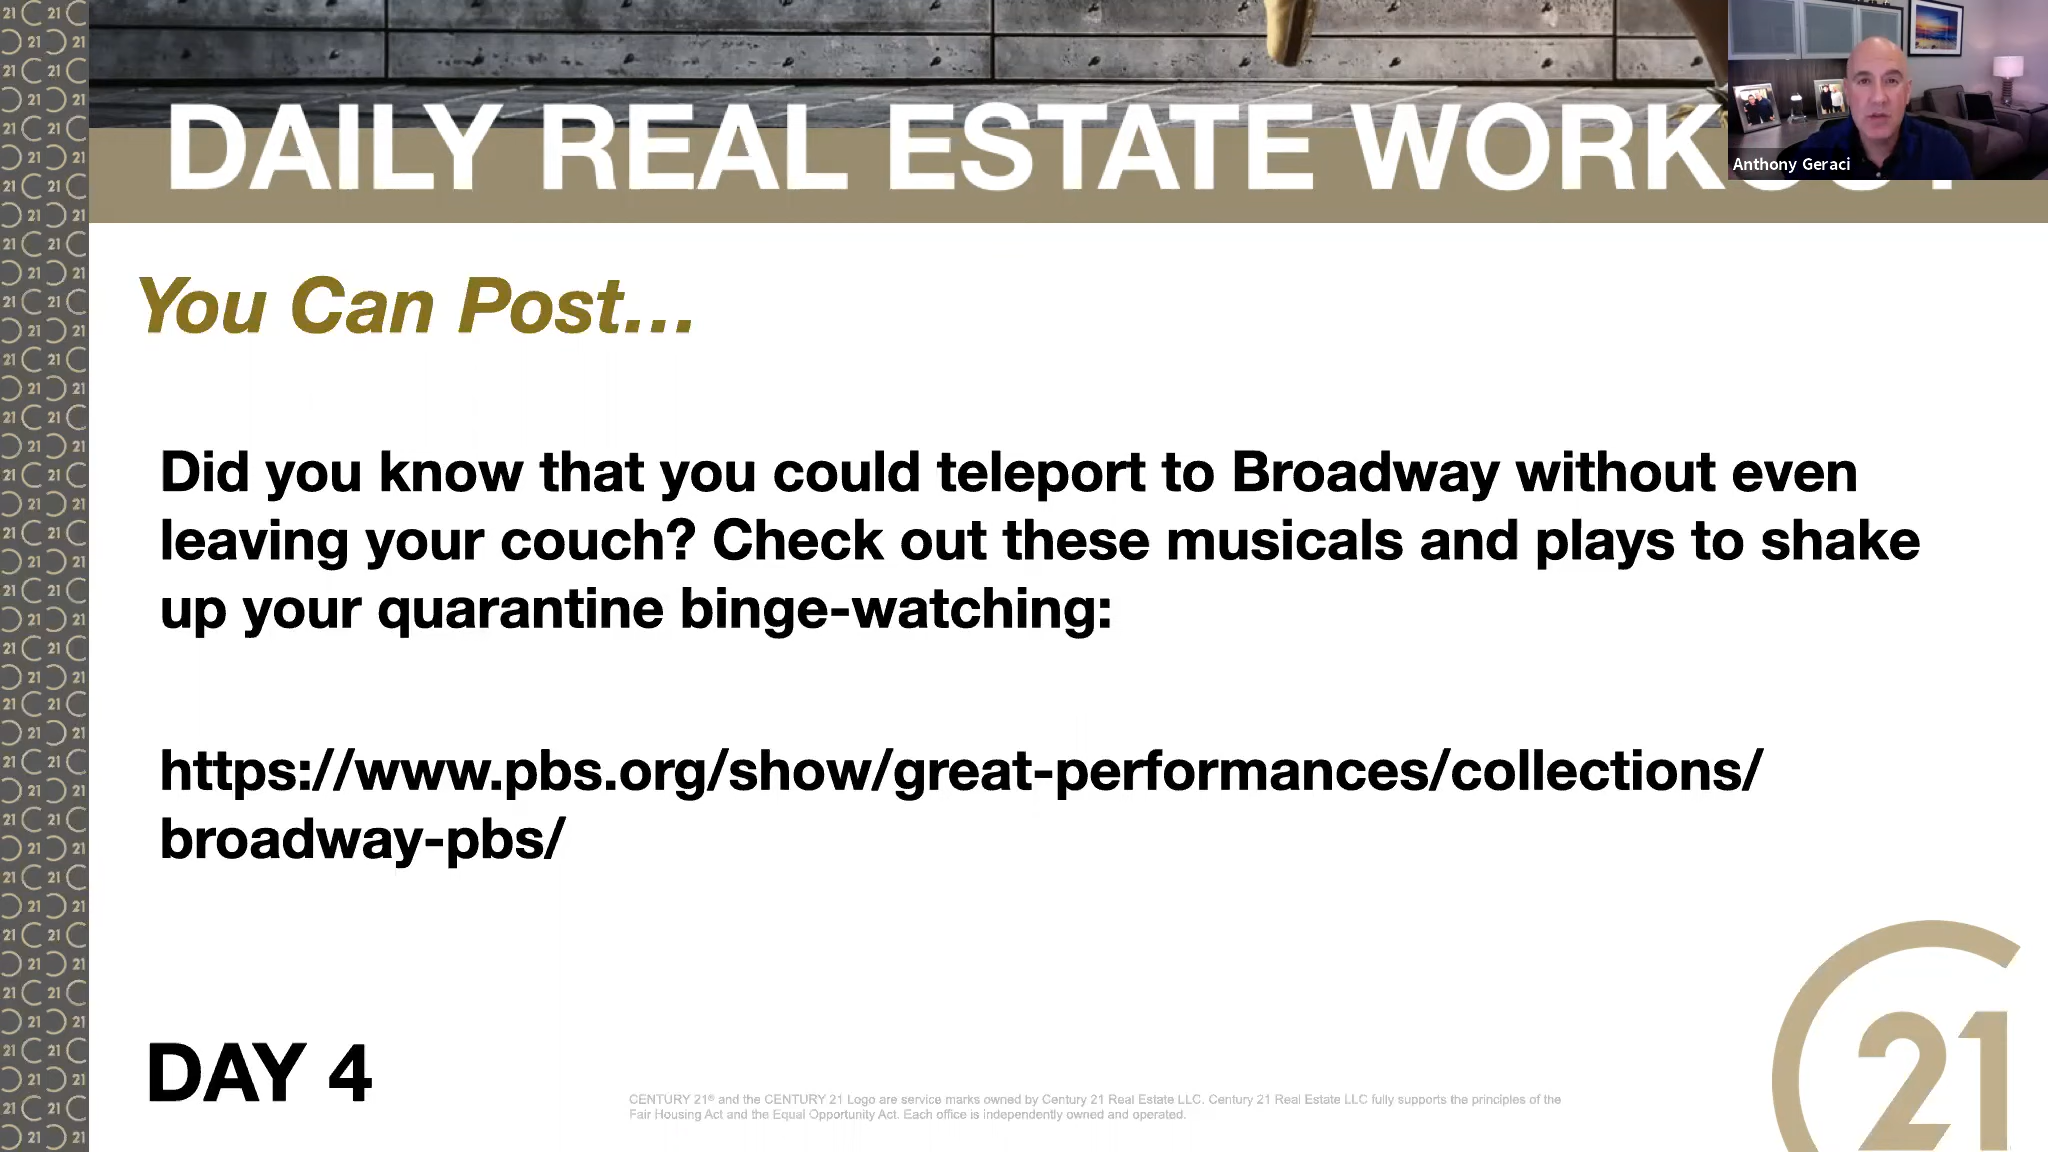 DAILY REAL ESTATE WORKOUT
Anthony Geraci
You Can Post...
Did you know that you could teleport to Broadway without even
leaving your couch? Check out these musicals and plays to shake
up your quarantine binge-watching:
https://www.pbs.org/show/great-performances/collections/
broadway-pbs/
DAY 4
CENTURY 21® and the CENTURY 21 Logo are service marks owned by Century 21 Real Estate LLC. Century 21 Real Estate LLC fully supports the principles of the
Fair Housing Act and the Equal Opportunity Act. Each office is independently owned and operated.
C21